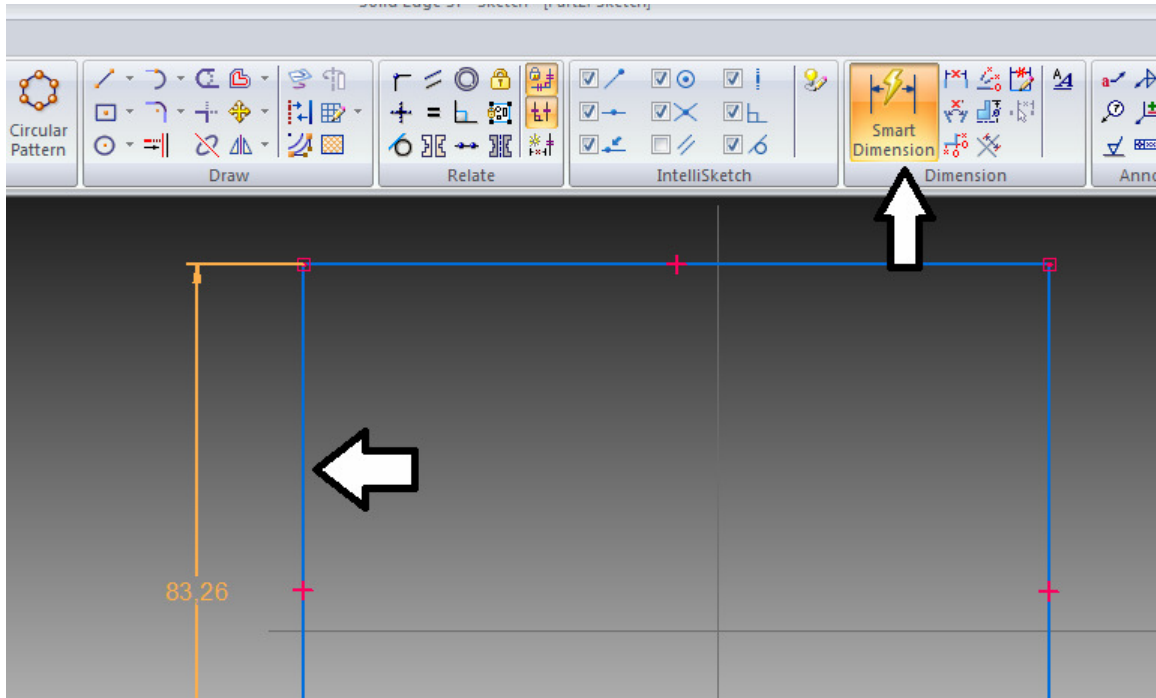 Circular
Pattern
Draw
Relate
IntelliSketch
Smart
Dimension
Dimension
83,26